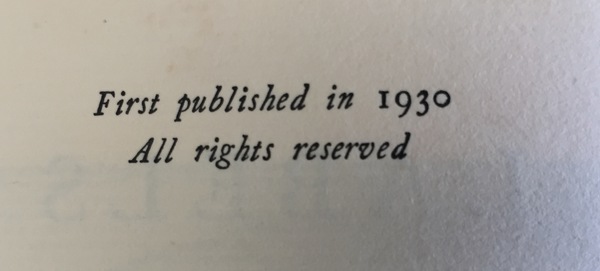 First published in 1930
All rights reserved